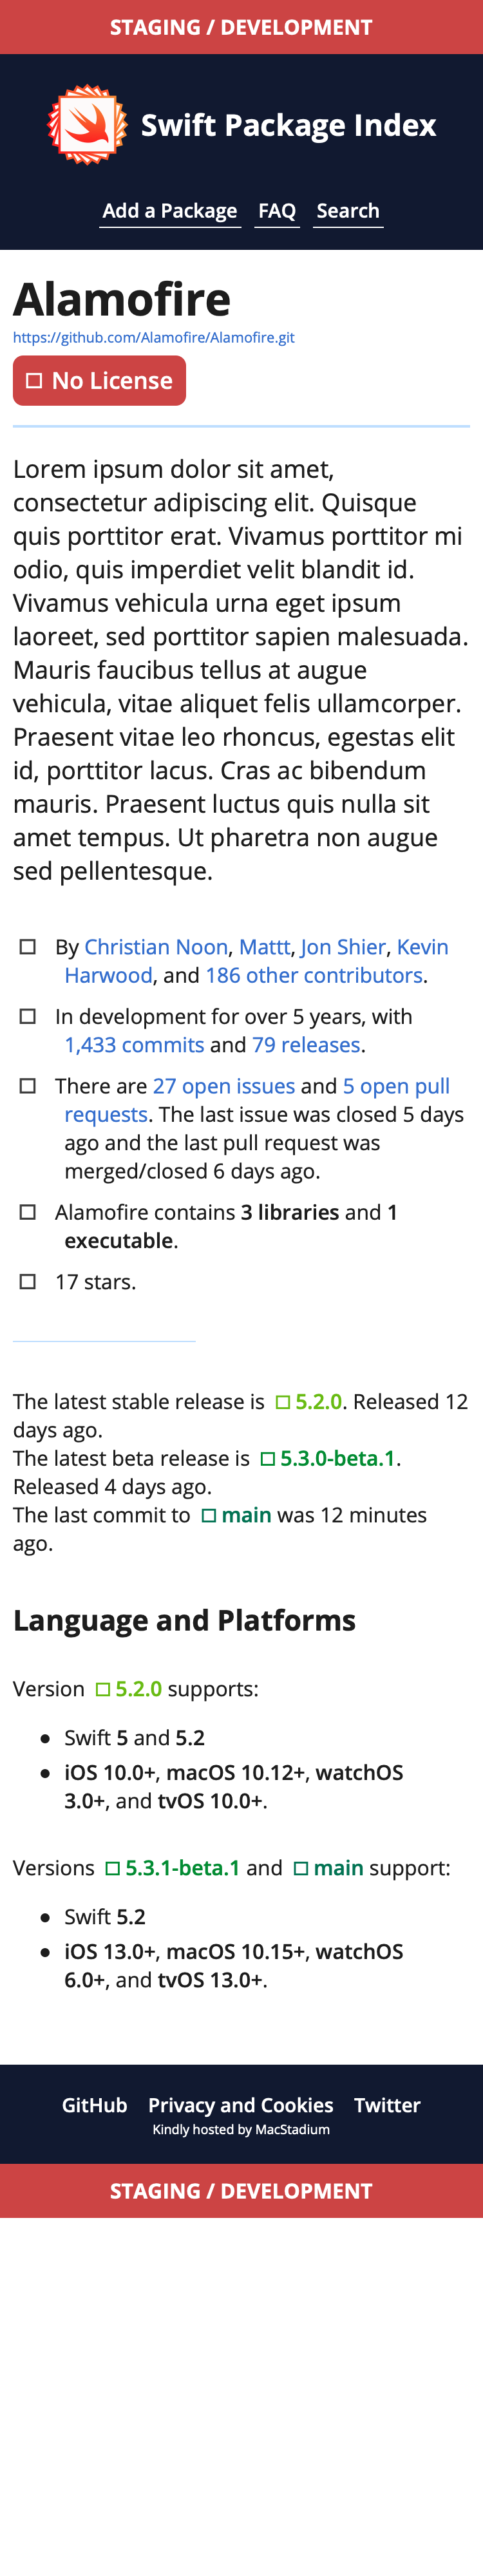 STAGING / DEVELOPMENT
Swift Package Index
Add a Package FAQ Search
Alamofire
https://github.com/Alamofire/Alamofire.git
No License
Lorem ipsum dolor sit amet,
consectetur adipiscing elit. Quisque
quis porttitor erat. Vivamus porttitor mi
odio, quis imperdiet velit blandit id.
Vivamus vehicula urna eget ipsum
laoreet, sed porttitor sapien malesuada.
Mauris faucibus tellus at augue
vehicula, vitae aliquet felis ullamcorper.
Praesent vitae leo rhoncus, egestas elit
id, porttitor lacus. Cras ac bibendum
mauris. Praesent luctus quis nulla sit
amet tempus. Ut pharetra non augue
sed pellentesque.
By Christian Noon, Mattt, Jon Shier, Kevin
Harwood, and 186 other contributors.
In development for over 5 years, with
1,433 commits and 79 releases.
There are 27 open issues and 5 open pull
requests. The last issue was closed 5 days
ago and the last pull request was
merged/closed 6 days ago.
Alamofire contains 3 libraries and 1
executable.
17 stars.
The latest stable release is 5.2.0. Released 12
days ago.
The latest beta release is 5.3.0-beta.1.
Released 4 days ago.
The last commit to main was 12 minutes
ago.
Language and Platforms
Version 5.2.0 supports:
Swift 5 and 5.2
iOS 10.0+, macOS 10.12+, watchOS
3.0+, and tvOS 10.0+.
Versions 5.3.1-beta.1 and main support:
Swift 5.2
iOS 13.0+, macOS 10.15+, watchOS
6.0+, and tvOS 13.0+.
GitHub Privacy and Cookies Twitter
Kindly hosted by MacStadium
STAGING / DEVELOPMENT